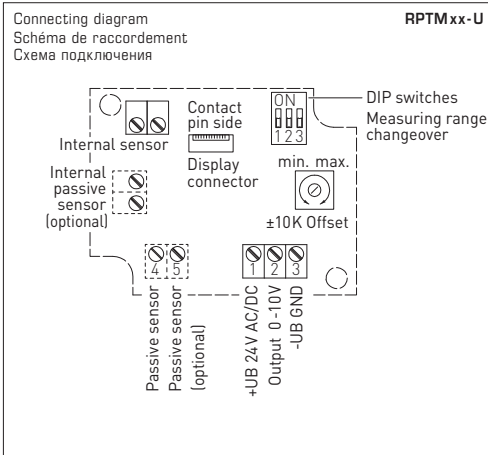 Connecting diagram
Schéma de raccordement
Схема подключения
RPTMxx-U
ON
1 2 3
DIP switches
Measuring range
changeover
Contact
pin side
Internal sensor
Display
connector
Internal
passive
sensor
(optional)
min. max.
±10K Offset
4 5
1 2 3
Passive sensor
Passive sensor
(optional)
+UB 24V AC/DC
Output 0 -10V
-UB GND